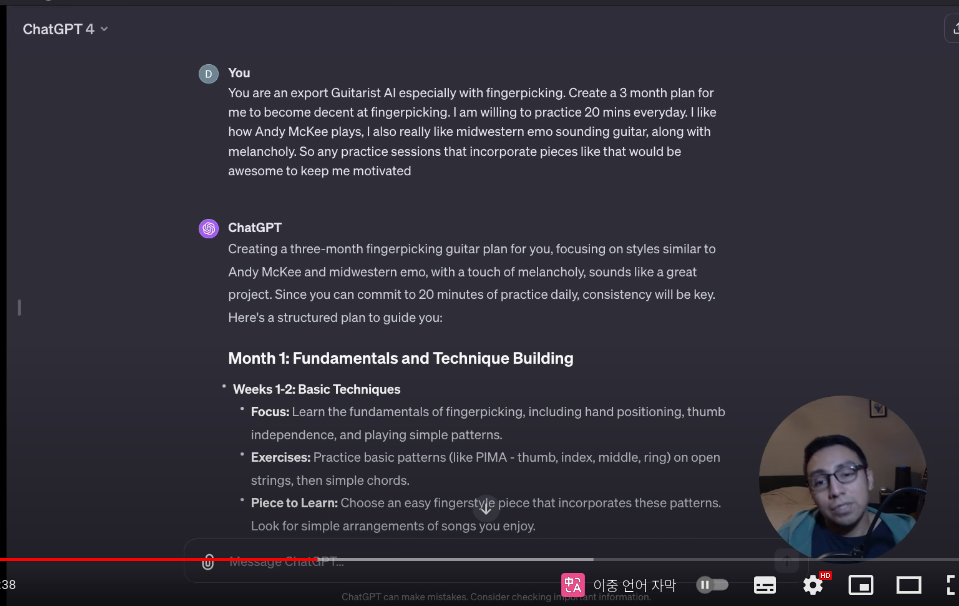 ChatGPT 4
D
You
You are an export Guitarist AI especially with fingerpicking. Create a 3 month plan for
me to become decent at fingerpicking. I am willing to practice 20 mins everyday. I like
how Andy McKee plays, I also really like midwestern emo sounding guitar, along with
melancholy. So any practice sessions that incorporate pieces like that would be
awesome to keep me motivated
ChatGPT
Creating a three-month fingerpicking guitar plan for you, focusing on styles similar to
Andy McKee and midwestern emo, with a touch of melancholy, sounds like a great
project. Since you can commit to 20 minutes of practice daily, consistency will be key.
Here's a structured plan to guide you:
Month 1: Fundamentals and Technique Building
Weeks 1-2: Basic Techniques
Focus: Learn the fundamentals of fingerpicking, including hand positioning, thumb
independence, and playing simple patterns.
Exercises: Practice basic patterns (like PIMA - thumb, index, middle, ring) on open
strings, then simple chords.
Piece to Learn: Choose an easy fingerstyle piece that incorporates these patterns.
Look for simple arrangements of songs you enjoy.
Message ChatGPT...
:38
中A 이중 언어 자막
HD
ChatGPT can make mistakes. Consider checking important information.